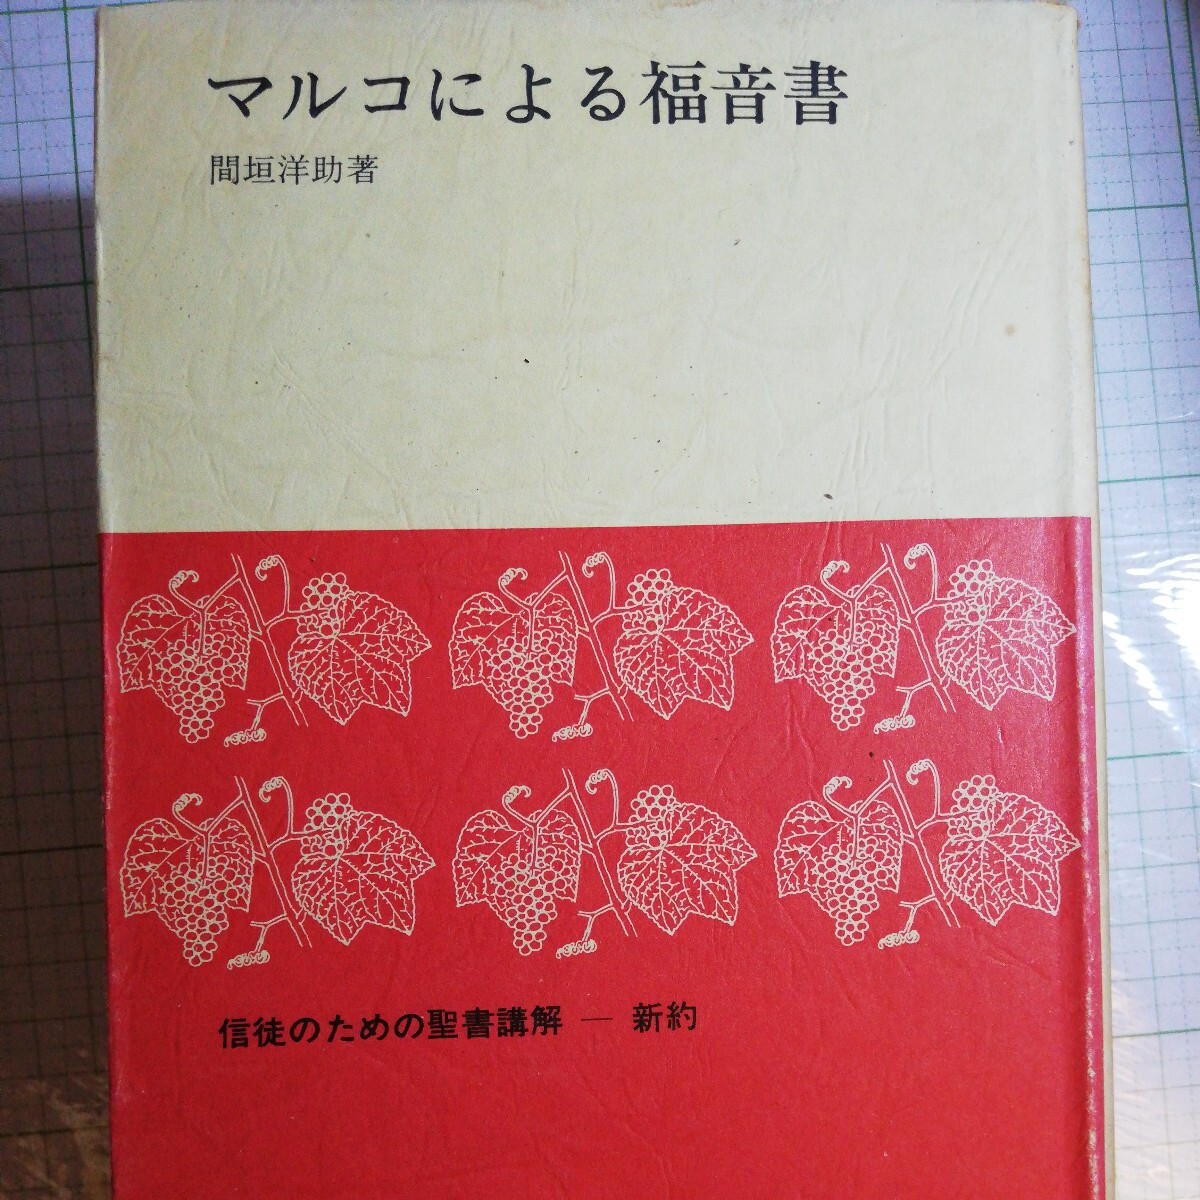 マルコによる福音書
間垣洋助著
信徒のための聖書講解 — 新約